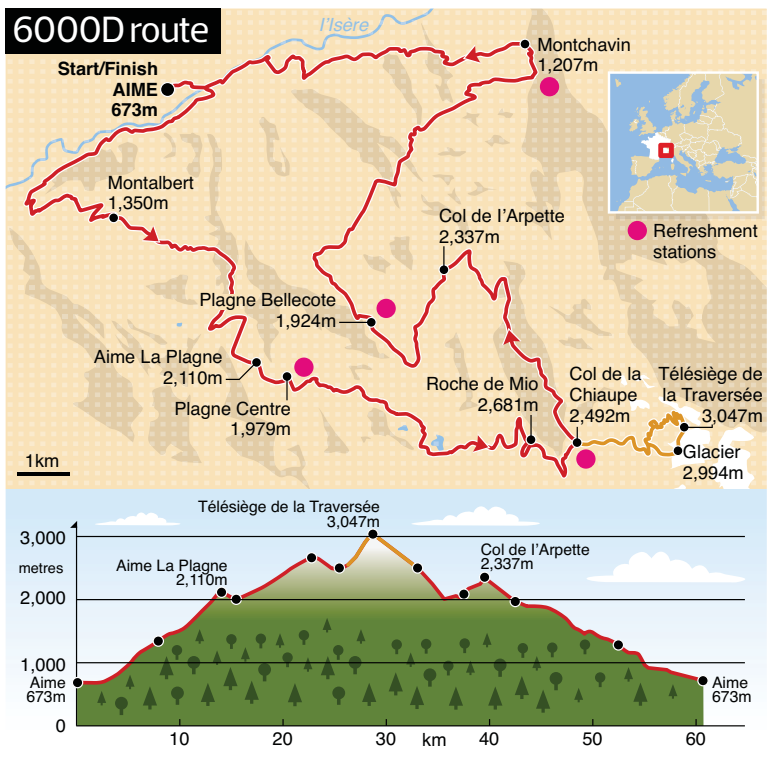 6000D route
l'Isère
Start/Finish
AIME
673m
Montchavin
1,207m
Montalbert
1,350m
Col de l'Arpette
2,337m
Refreshment
stations
Plagne Bellecote
1,924m
Aime La Plagne
2,110m
Plagne Centre
1,979m
Roche de Mio
2,681m
Col de la
Chiaupe
2,492m
Télésiège de
la Traversée
3,047m
Glacier
2,994m
1km
Télésiège de la Traversée
3,047m
3,000
metres
2,000
1,000
0
Aime La Plagne
2,110m
Col de l'Arpette
2,337m
Aime
673m
Aime
673m
10
20
30
km
40
50
60